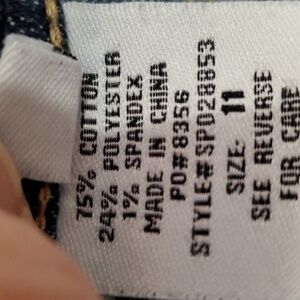 75% COTTON
24% POLYESTER
1% SPANDEX
MADE IN CHINA
PO#8356
STYLE#SP028853
SIZE: 11
SEE REVERSE
FOR CARE